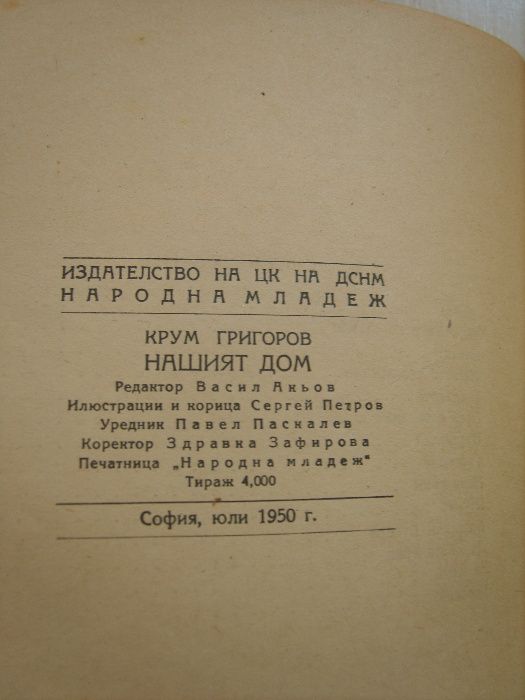 ИЗДАТЕЛСТВО НА ЦК НА ДСНМ
НАРОДНА МЛАДЕЖ
КРУМ ГРИГОРОВ
НАШИЯТ ДОМ
Редактор Васил Акьов
Илюстрации и корица Сергей Петров
Уредник Павел Паскалев
Коректор Здравка Зафирова
Печатница „Народна младеж"
Тираж 4,000
София, юли 1950 г.